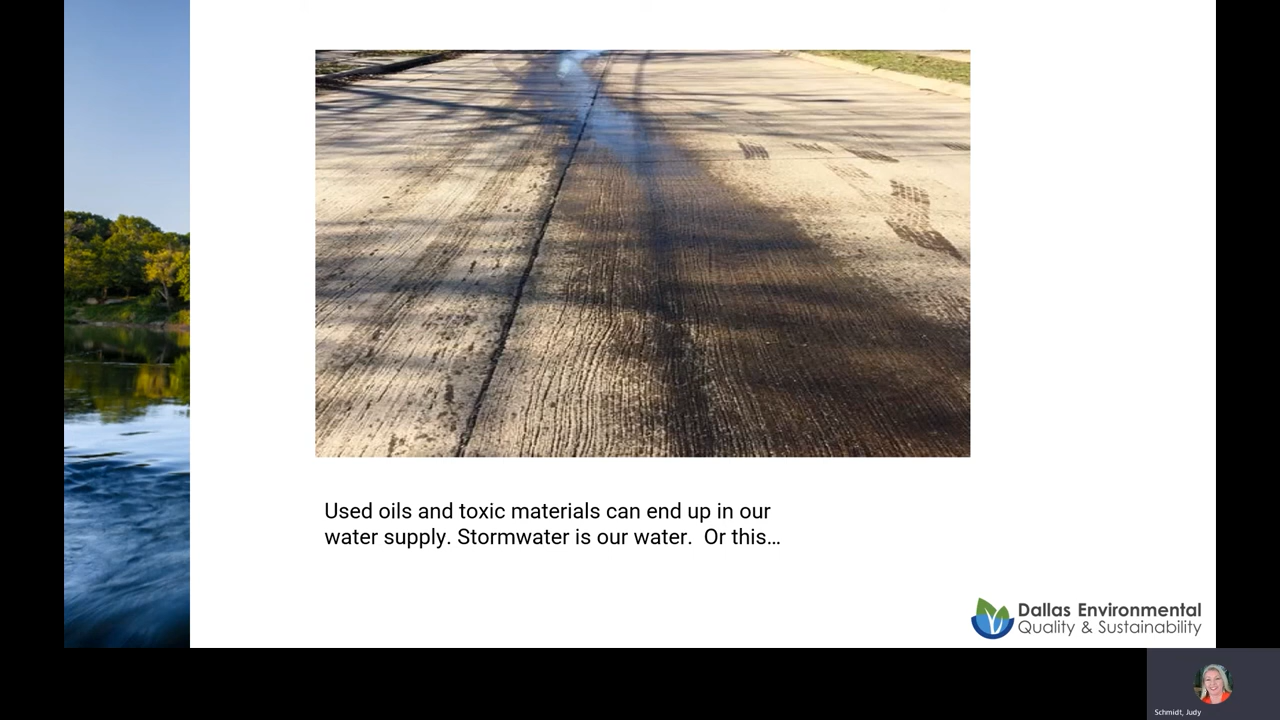 Used oils and toxic materials can end up in our
water supply. Stormwater is our water.  Or this…
Dallas Environmental
Quality & Sustainability
Schmidt, Judy